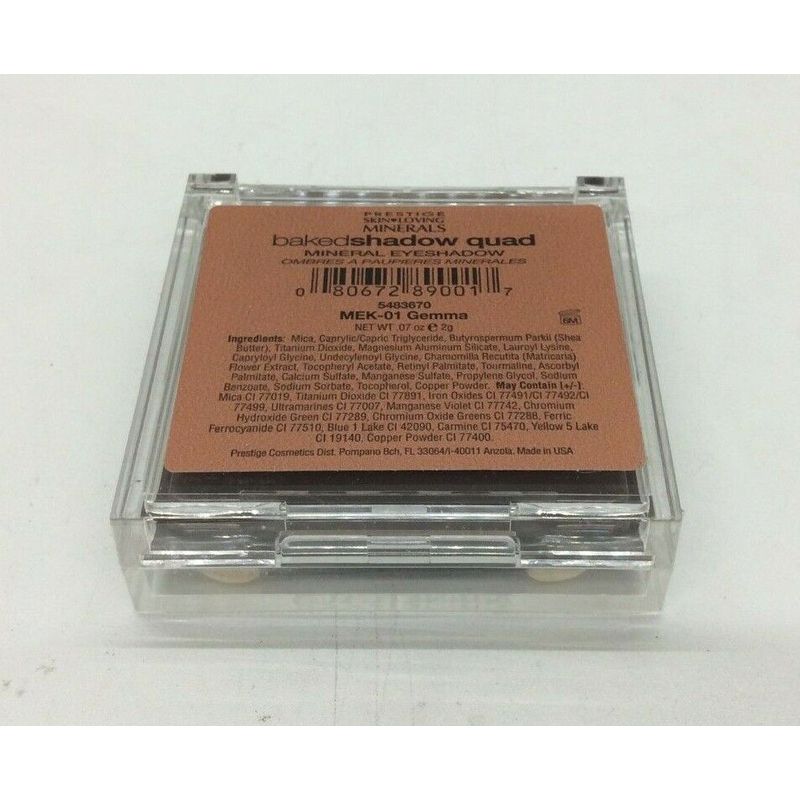 PRESTIGE
SKIN♥LOVING
MINERALS
bakedshadow quad
MINERAL EYESHADOW
OMBRES A PAUPIERES MINERALES
0 80672 89001 7
5483670
MEK-01 Gemma
NET WT .07 oz ℮ 2g
6M
Ingredients: Mica, Caprylic/Capric Triglyceride, Butyrospermum Parkii (Shea
Butter), Titanium Dioxide, Magnesium Aluminum Silicate, Lauroyl Lysine,
Capryloyl Glycine, Undecylenoyl Glycine, Chamomilla Recutita (Matricaria)
Flower Extract, Tocopheryl Acetate, Retinyl Palmitate, Tourmaline, Ascorbyl
Palmitate, Calcium Sulfate, Manganese Sulfate, Propylene Glycol, Sodium
Benzoate, Sodium Sorbate, Tocopherol, Copper Powder. May Contain [+/-].
Mica CI 77019, Titanium Dioxide CI 77891, Iron Oxides CI 77491/CI 77492/CI
77499, Ultramarines CI 77007, Manganese Violet CI 77742, Chromium
Hydroxide Green CI 77289, Chromium Oxide Greens CI 77288, Ferric
Ferrocyanide CI 77510, Blue 1 Lake CI 42090, Carmine CI 75470, Yellow 5 Lake
CI 19140, Copper Powder CI 77400.
Prestige Cosmetics Dist. Pompano Bch, FL 33064/I-40011 Anzola. Made in USA